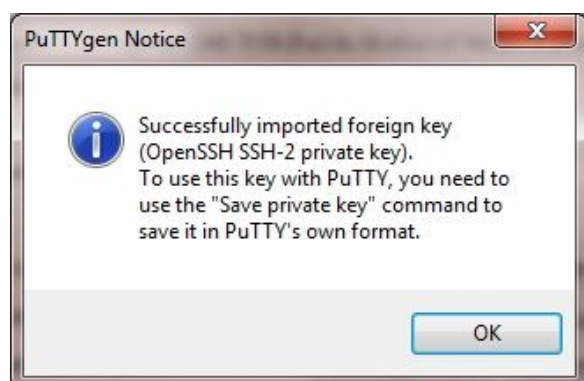 PuTTYgen Notice
Successfully imported foreign key
(OpenSSH SSH-2 private key).
To use this key with PuTTY, you need to
use the "Save private key" command to
save it in PuTTY's own format.
OK